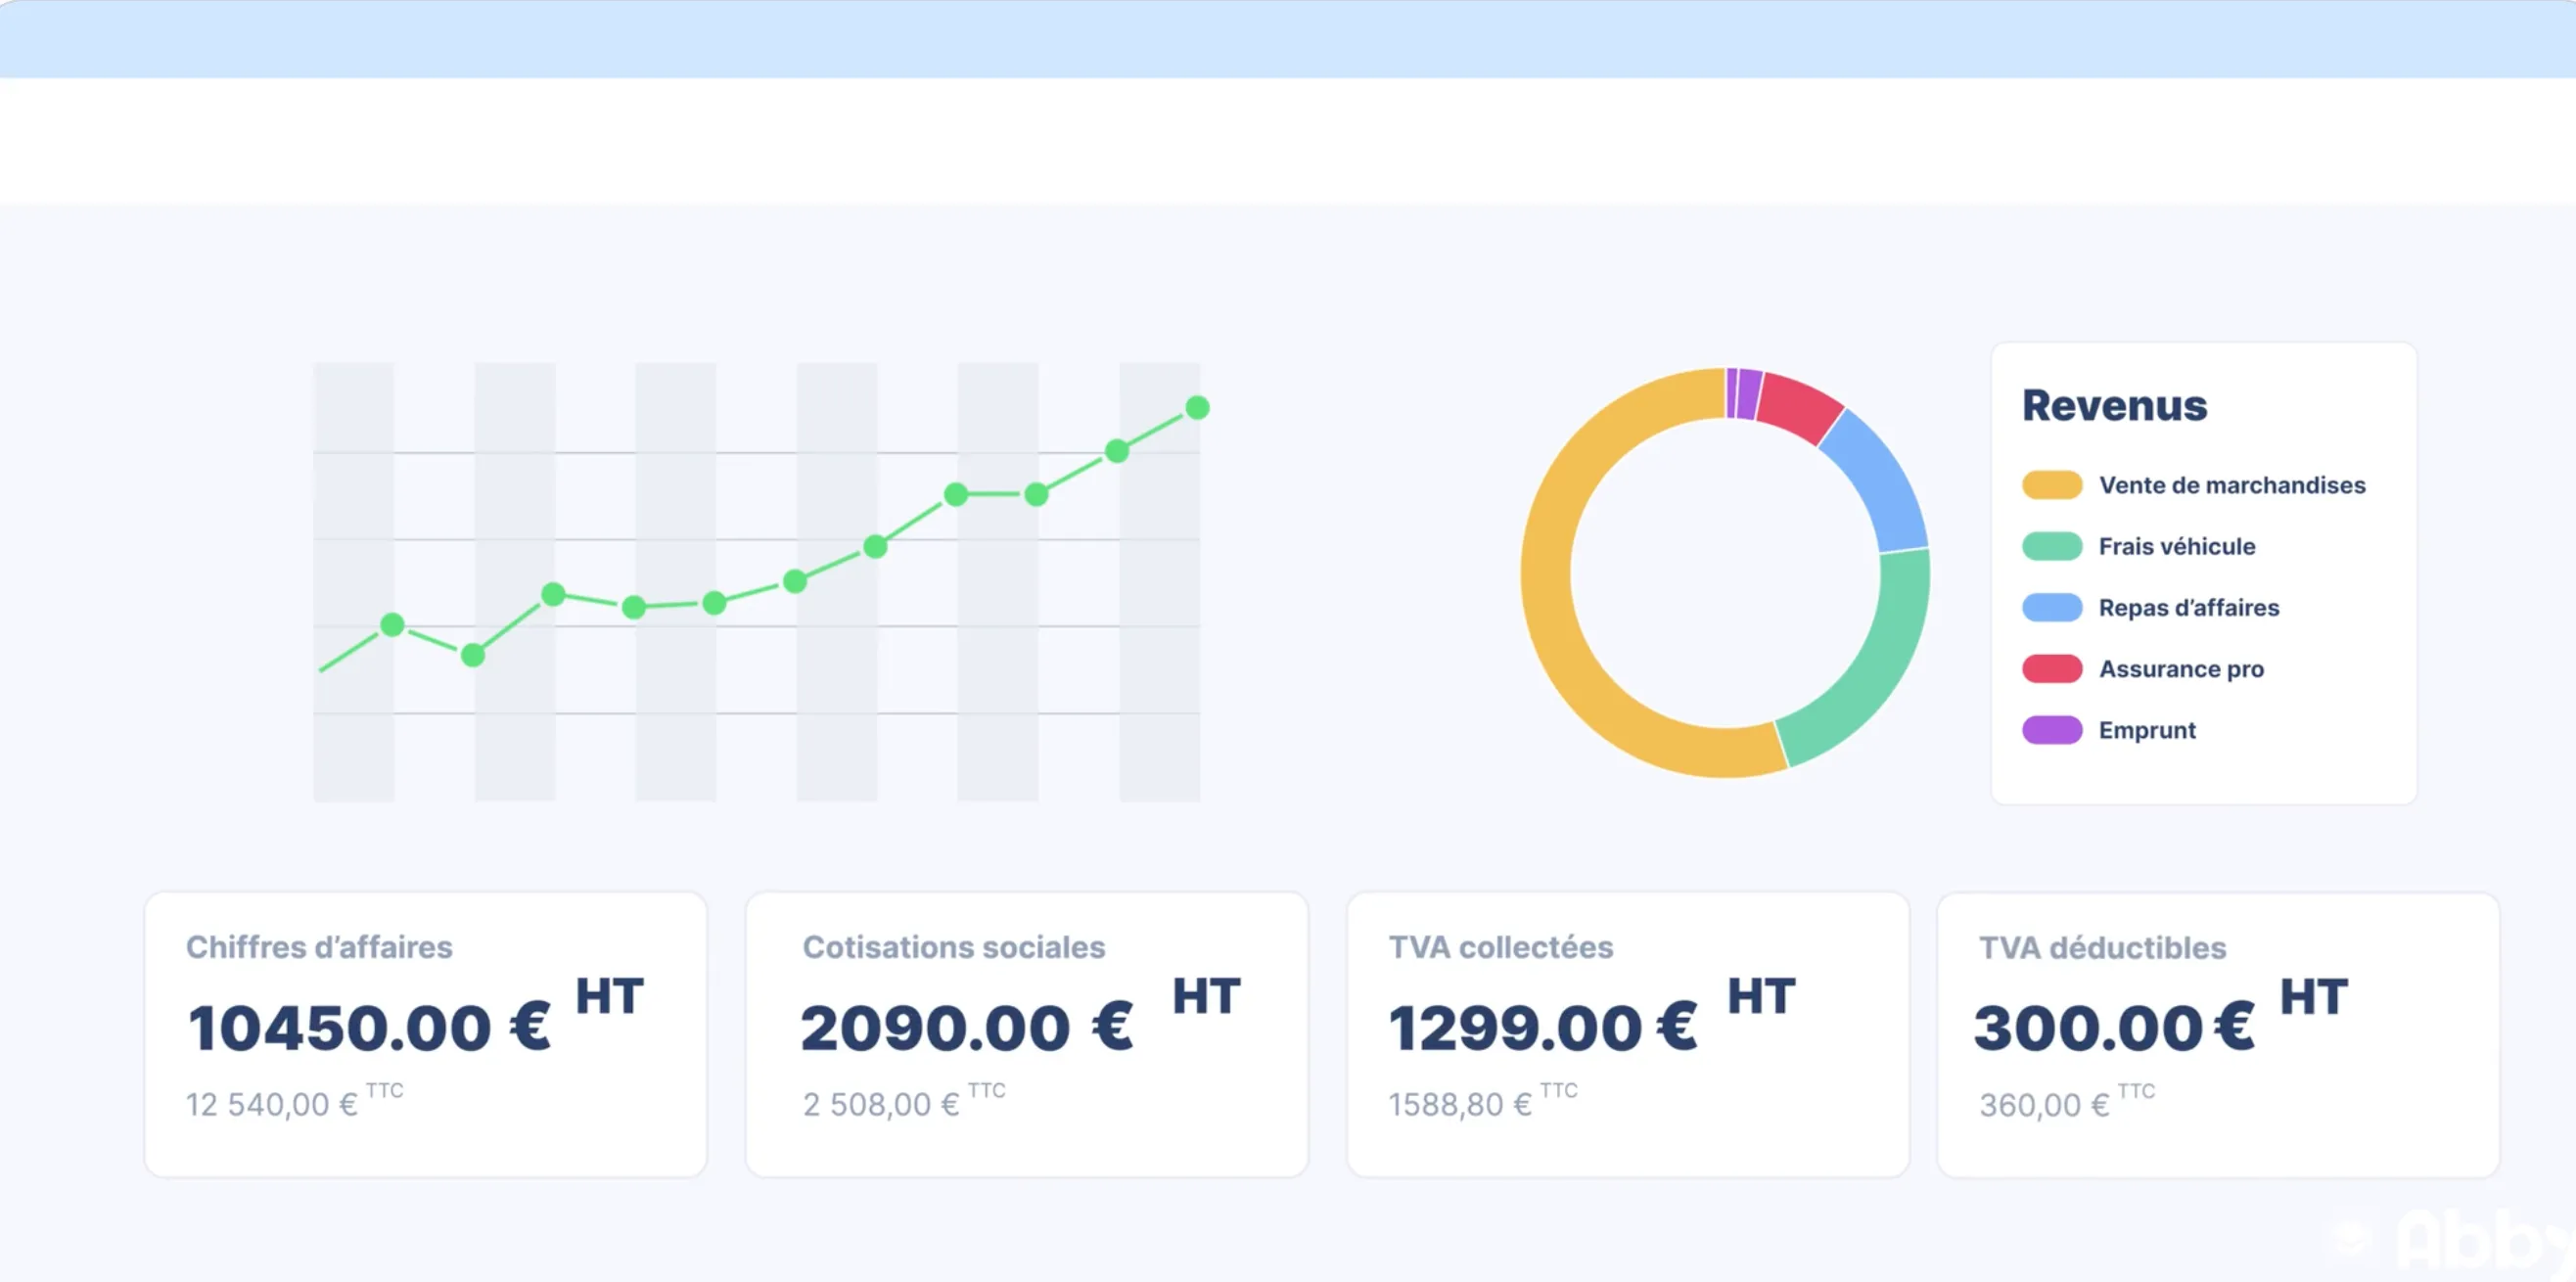 Revenus
Vente de marchandises
Frais véhicule
Repas d’affaires
Assurance pro
Emprunt
Chiffres d’affaires
10450.00 € HT
12 540,00 € TTC
Cotisations sociales
2090.00 € HT
2 508,00 € TTC
TVA collectées
1299.00 € HT
1588,80 € TTC
TVA déductibles
300.00 € HT
360,00 € TTC
Abby